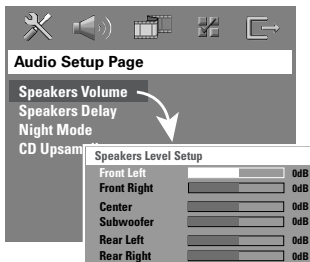 Audio Setup Page
Speakers Volume
Speakers Delay
Night Mode
CD Upsam
Speakers Level Setup
Front Left 0dB
Front Right 0dB
Center 0dB
Subwoofer 0dB
Rear Left 0dB
Rear Right 0dB